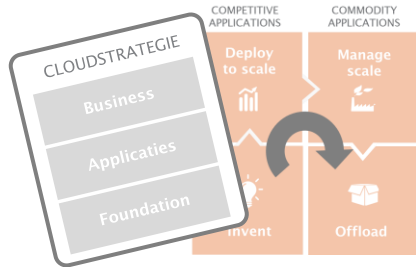 COMPETITIVE
APPLICATIONS
COMMODITY
APPLICATIONS
CLOUDSTRATEGIE
Business
Applicaties
Foundation
Deploy
to scale
Manage
scale
Invent
Offload